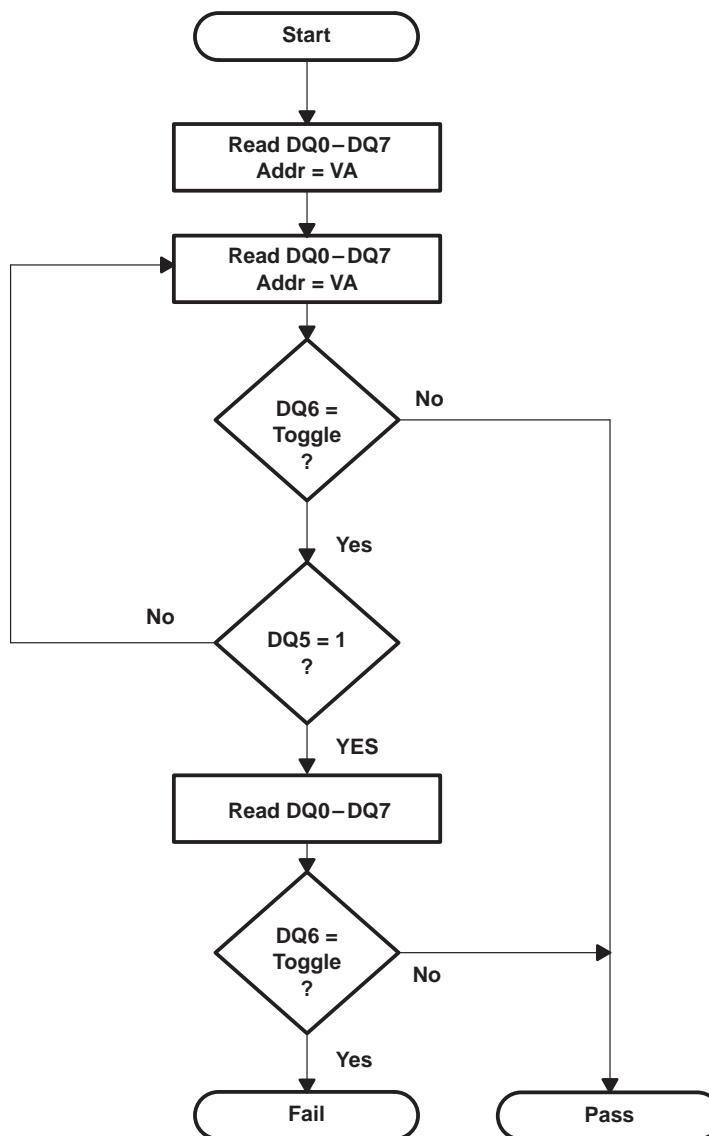 Start
Read DQ0–DQ7
Addr = VA
Read DQ0–DQ7
Addr = VA
No
DQ6 =
Toggle
?
Yes
No
DQ5 = 1
?
YES
Read DQ0–DQ7
DQ6 =
Toggle
?
No
Yes
Fail
Pass